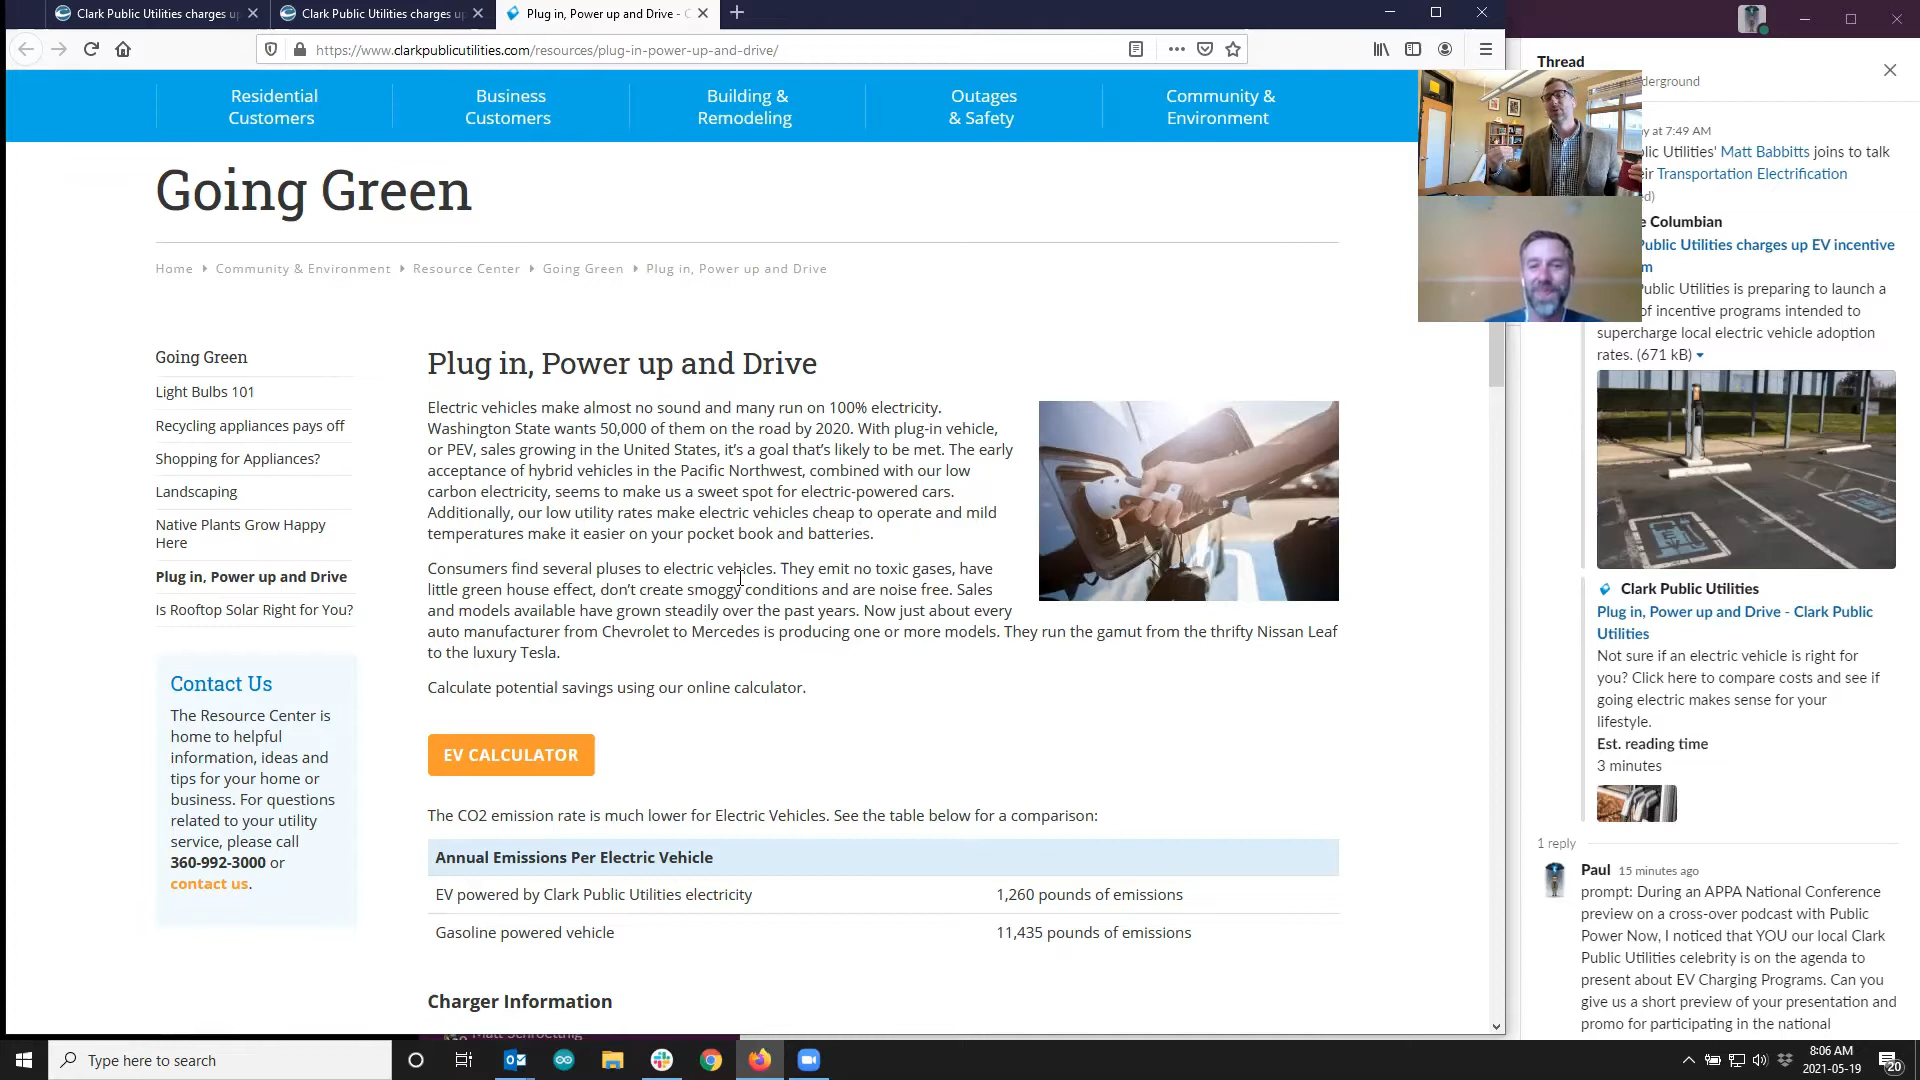 Clark Public Utilities charges u
Clark Public Utilities charges up
Plug in, Power up and Drive -
https://www.clarkpublicutilities.com/resources/plug-in-power-up-and-drive/
Residential
Customers
Business
Customers
Building &
Remodeling
Outages
& Safety
Community &
Environment
Going Green
Home
Community & Environment
Resource Center
Going Green
Plug in, Power up and Drive
Going Green
Light Bulbs 101
Recycling appliances pays off
Shopping for Appliances?
Landscaping
Native Plants Grow Happy
Here
Plug in, Power up and Drive
Is Rooftop Solar Right for You?
Contact Us
The Resource Center is
home to helpful
information, ideas and
tips for your home or
business. For questions
related to your utility
service, please call
360-992-3000 or
contact us.
Plug in, Power up and Drive
Electric vehicles make almost no sound and many run on 100% electricity.
Washington State wants 50,000 of them on the road by 2020. With plug-in vehicle,
or PEV, sales growing in the United States, it's a goal that's likely to be met. The early
acceptance of hybrid vehicles in the Pacific Northwest, combined with our low
carbon electricity, seems to make us a sweet spot for electric-powered cars.
Additionally, our low utility rates make electric vehicles cheap to operate and mild
temperatures make it easier on your pocket book and batteries.
Consumers find several pluses to electric vehicles. They emit no toxic gases, have
little green house effect, don't create smoggy conditions and are noise free. Sales
and models available have grown steadily over the past years. Now just about every
auto manufacturer from Chevrolet to Mercedes is producing one or more models. They run the gamut from the thrifty Nissan Leaf
to the luxury Tesla.
Calculate potential savings using our online calculator.
EV CALCULATOR
The CO2 emission rate is much lower for Electric Vehicles. See the table below for a comparison:
Annual Emissions Per Electric Vehicle
EV powered by Clark Public Utilities electricity 1,260 pounds of emissions
Gasoline powered vehicle 11,435 pounds of emissions
Charger Information
Thread
derground
y at 7:49 AM
lic Utilities' Matt Babbitts joins to talk
eir Transportation Electrification
ed)
e Columbian
Public Utilities charges up EV incentive
m
Public Utilities is preparing to launch a
of incentive programs intended to
supercharge local electric vehicle adoption
rates. (671 kB)
Clark Public Utilities
Plug in, Power up and Drive - Clark Public
Utilities
Not sure if an electric vehicle is right for
you? Click here to compare costs and see if
going electric makes sense for your
lifestyle.
Est. reading time
3 minutes
1 reply
Paul 15 minutes ago
prompt: During an APPA National Conference
preview on a cross-over podcast with Public
Power Now, I noticed that YOU our local Clark
Public Utilities celebrity is on the agenda to
present about EV Charging Programs. Can you
give us a short preview of your presentation and
promo for participating in the national
Type here to search
8:06 AM
2021-05-19
20